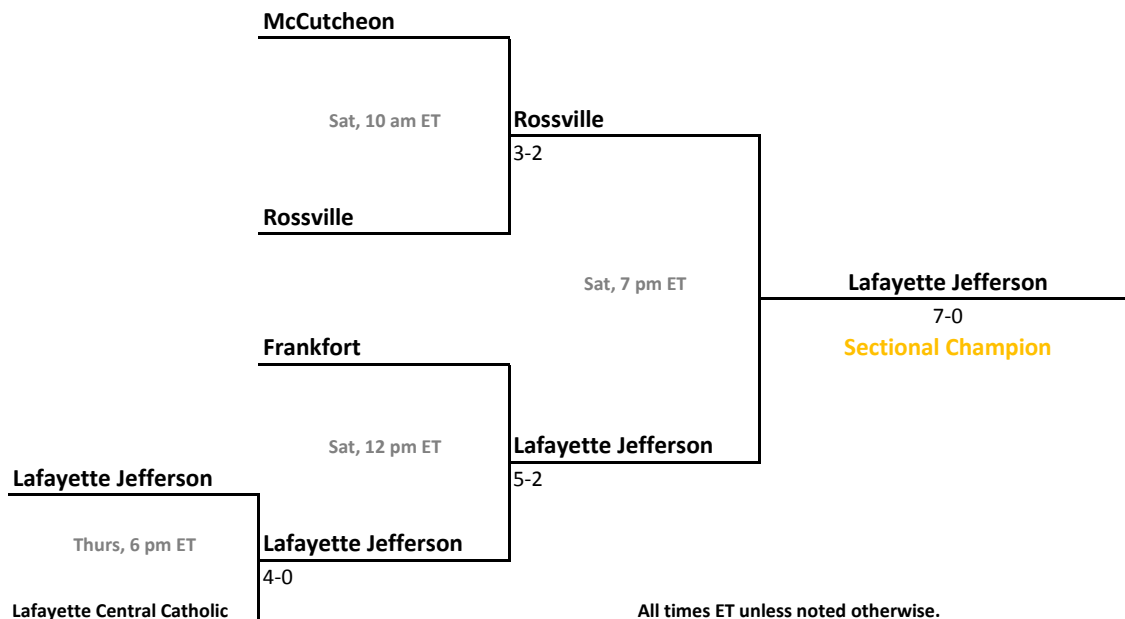 McCutcheon
Sat, 10 am ET
Rossville
3-2
Rossville
Sat, 7 pm ET
Lafayette Jefferson
7-0
Sectional Champion
Frankfort
Sat, 12 pm ET
Lafayette Jefferson
5-2
Lafayette Jefferson
Thurs, 6 pm ET
Lafayette Jefferson
4-0
Lafayette Central Catholic
All times ET unless noted otherwise.